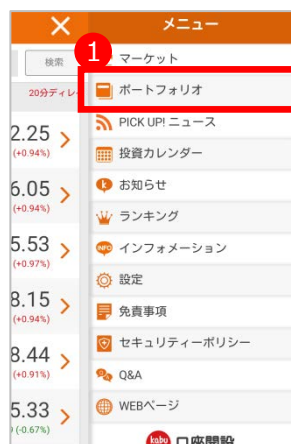 メニュー
検索
1
マーケット
20分ディレイ
ポートフォリオ
PICK UP! ニュース
2.25
(+0.94%)
投資カレンダー
お知らせ
6.05
(+0.94%)
ランキング
5.53
(+0.97%)
INFO
インフォメーション
8.15
(+0.94%)
設定
免責事項
8.44
(+0.91%)
セキュリティーポリシー
Q&A
5.33
(-0.67%)
WEBページ
kabu 口座開設